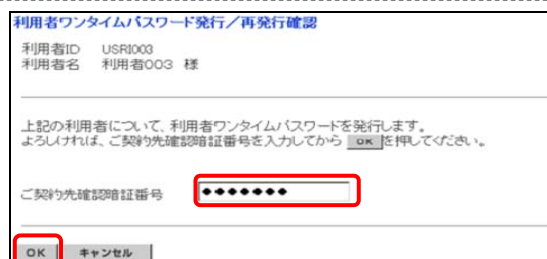 利用者ワンタイムパスワード発行／再発行確認
利用者ID USRI003
利用者名 利用者003 様
上記の利用者について、利用者ワンタイムパスワードを発行します。
よろしければ、ご契約先確認暗証番号を入力してから OK を押してください。
ご契約先確認暗証番号 ●●●●●●●
OK キャンセル